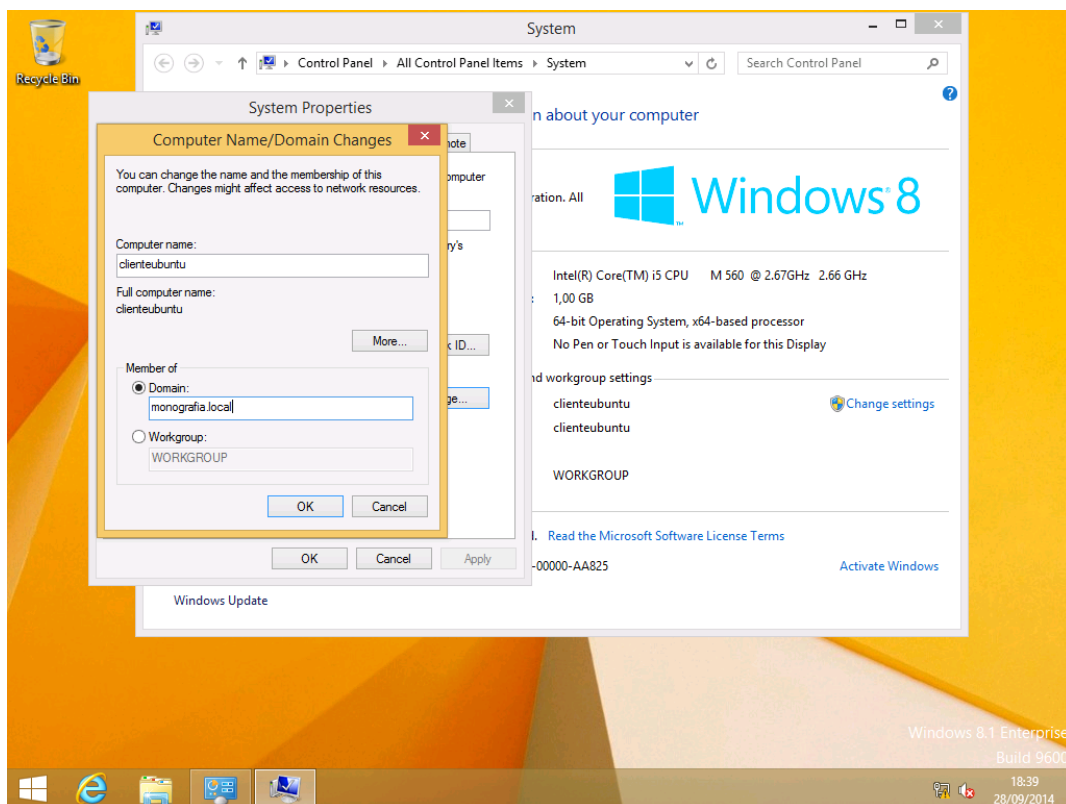 Recycle Bin
System
Control Panel
All Control Panel Items
System
Search Control Panel
System Properties
n about your computer
Computer Name/Domain Changes
note
You can change the name and the membership of this
computer. Changes might affect access to network resources.
omputer
ration. All
Windows 8
Computer name:
ry's
clienteubuntu
Full computer name:
clienteubuntu
Intel(R) Core(TM) i5 CPU M 560 @ 2.67GHz 2.66 GHz
: 1,00 GB
64-bit Operating System, x64-based processor
No Pen or Touch Input is available for this Display
More...
k ID...
Member of
nd workgroup settings
Domain:
monografia.local
ge...
clienteubuntu
Change settings
clienteubuntu
Workgroup:
WORKGROUP
WORKGROUP
OK Cancel
l. Read the Microsoft Software License Terms
OK Cancel Apply
-00000-AA825
Activate Windows
Windows Update
Windows 8.1 Enterprise
Build 9600
18:39
28/09/2014